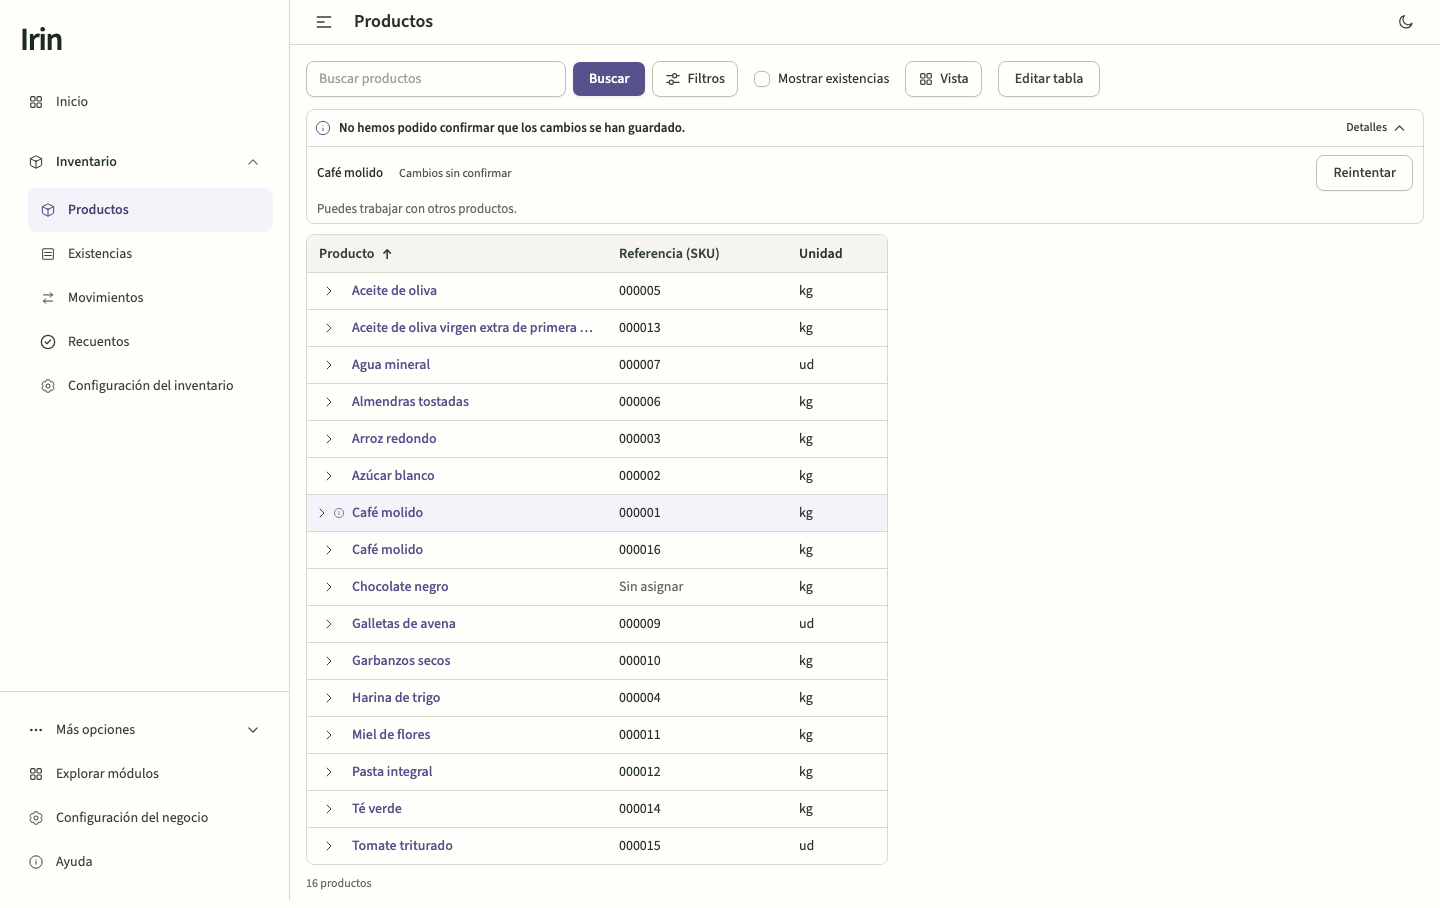 Irin
Productos
Inicio
Inventario
Productos
Existencias
Movimientos
Recuentos
Configuración del inventario
Más opciones
Explorar módulos
Configuración del negocio
Ayuda
Buscar productos
Buscar
Filtros
Mostrar existencias
Vista
Editar tabla
No hemos podido confirmar que los cambios se han guardado.
Detalles
Café molido Cambios sin confirmar
Reintentar
Puedes trabajar con otros productos.
Producto Referencia (SKU) Unidad
Aceite de oliva 000005 kg
Aceite de oliva virgen extra de primera ... 000013 kg
Agua mineral 000007 ud
Almendras tostadas 000006 kg
Arroz redondo 000003 kg
Azúcar blanco 000002 kg
Café molido 000001 kg
Café molido 000016 kg
Chocolate negro Sin asignar kg
Galletas de avena 000009 ud
Garbanzos secos 000010 kg
Harina de trigo 000004 kg
Miel de flores 000011 kg
Pasta integral 000012 kg
Té verde 000014 kg
Tomate triturado 000015 ud
16 productos